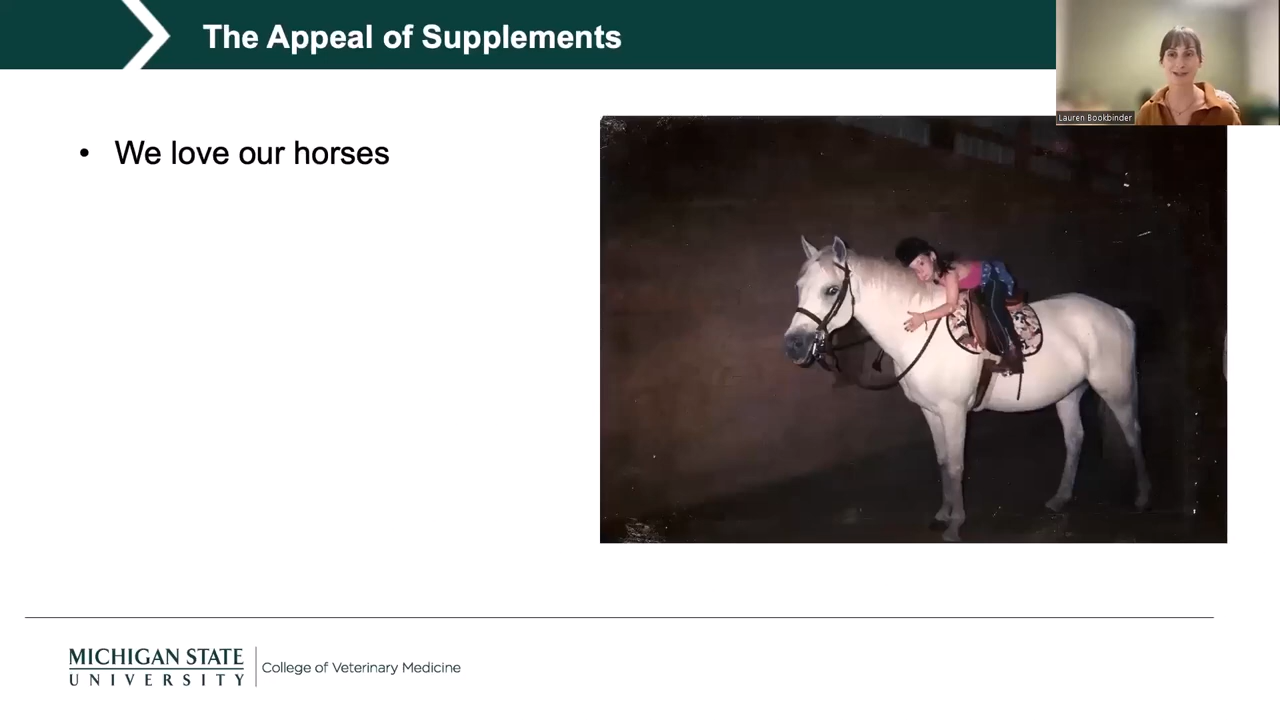 The Appeal of Supplements
Lauren Bookbinder
• We love our horses
MICHIGAN STATE
UNIVERSITY
College of Veterinary Medicine